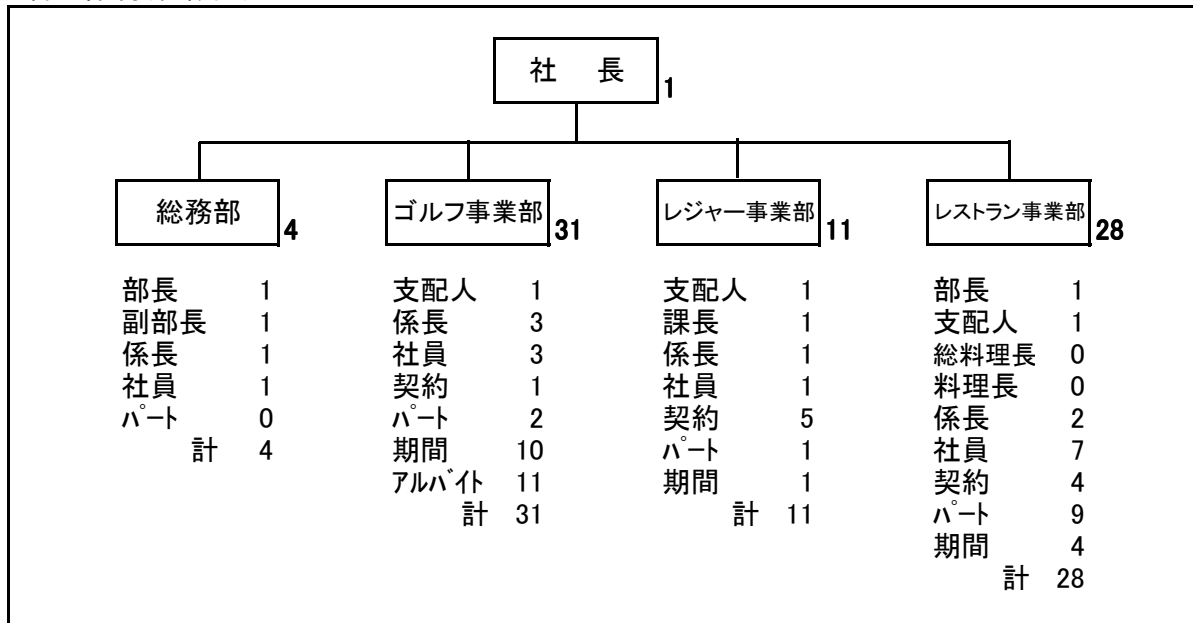 社 長
1
総務部 4
部長 1
副部長 1
係長 1
社員 1
パート 0
計 4
ゴルフ事業部 31
支配人 1
係長 3
社員 3
契約 1
パート 2
期間 10
アルバイト 11
計 31
レジャー事業部 11
支配人 1
課長 1
係長 1
社員 1
契約 5
パート 1
期間 1
計 11
レストラン事業部 28
部長 1
支配人 1
総料理長 0
料理長 0
係長 2
社員 7
契約 4
パート 9
期間 4
計 28